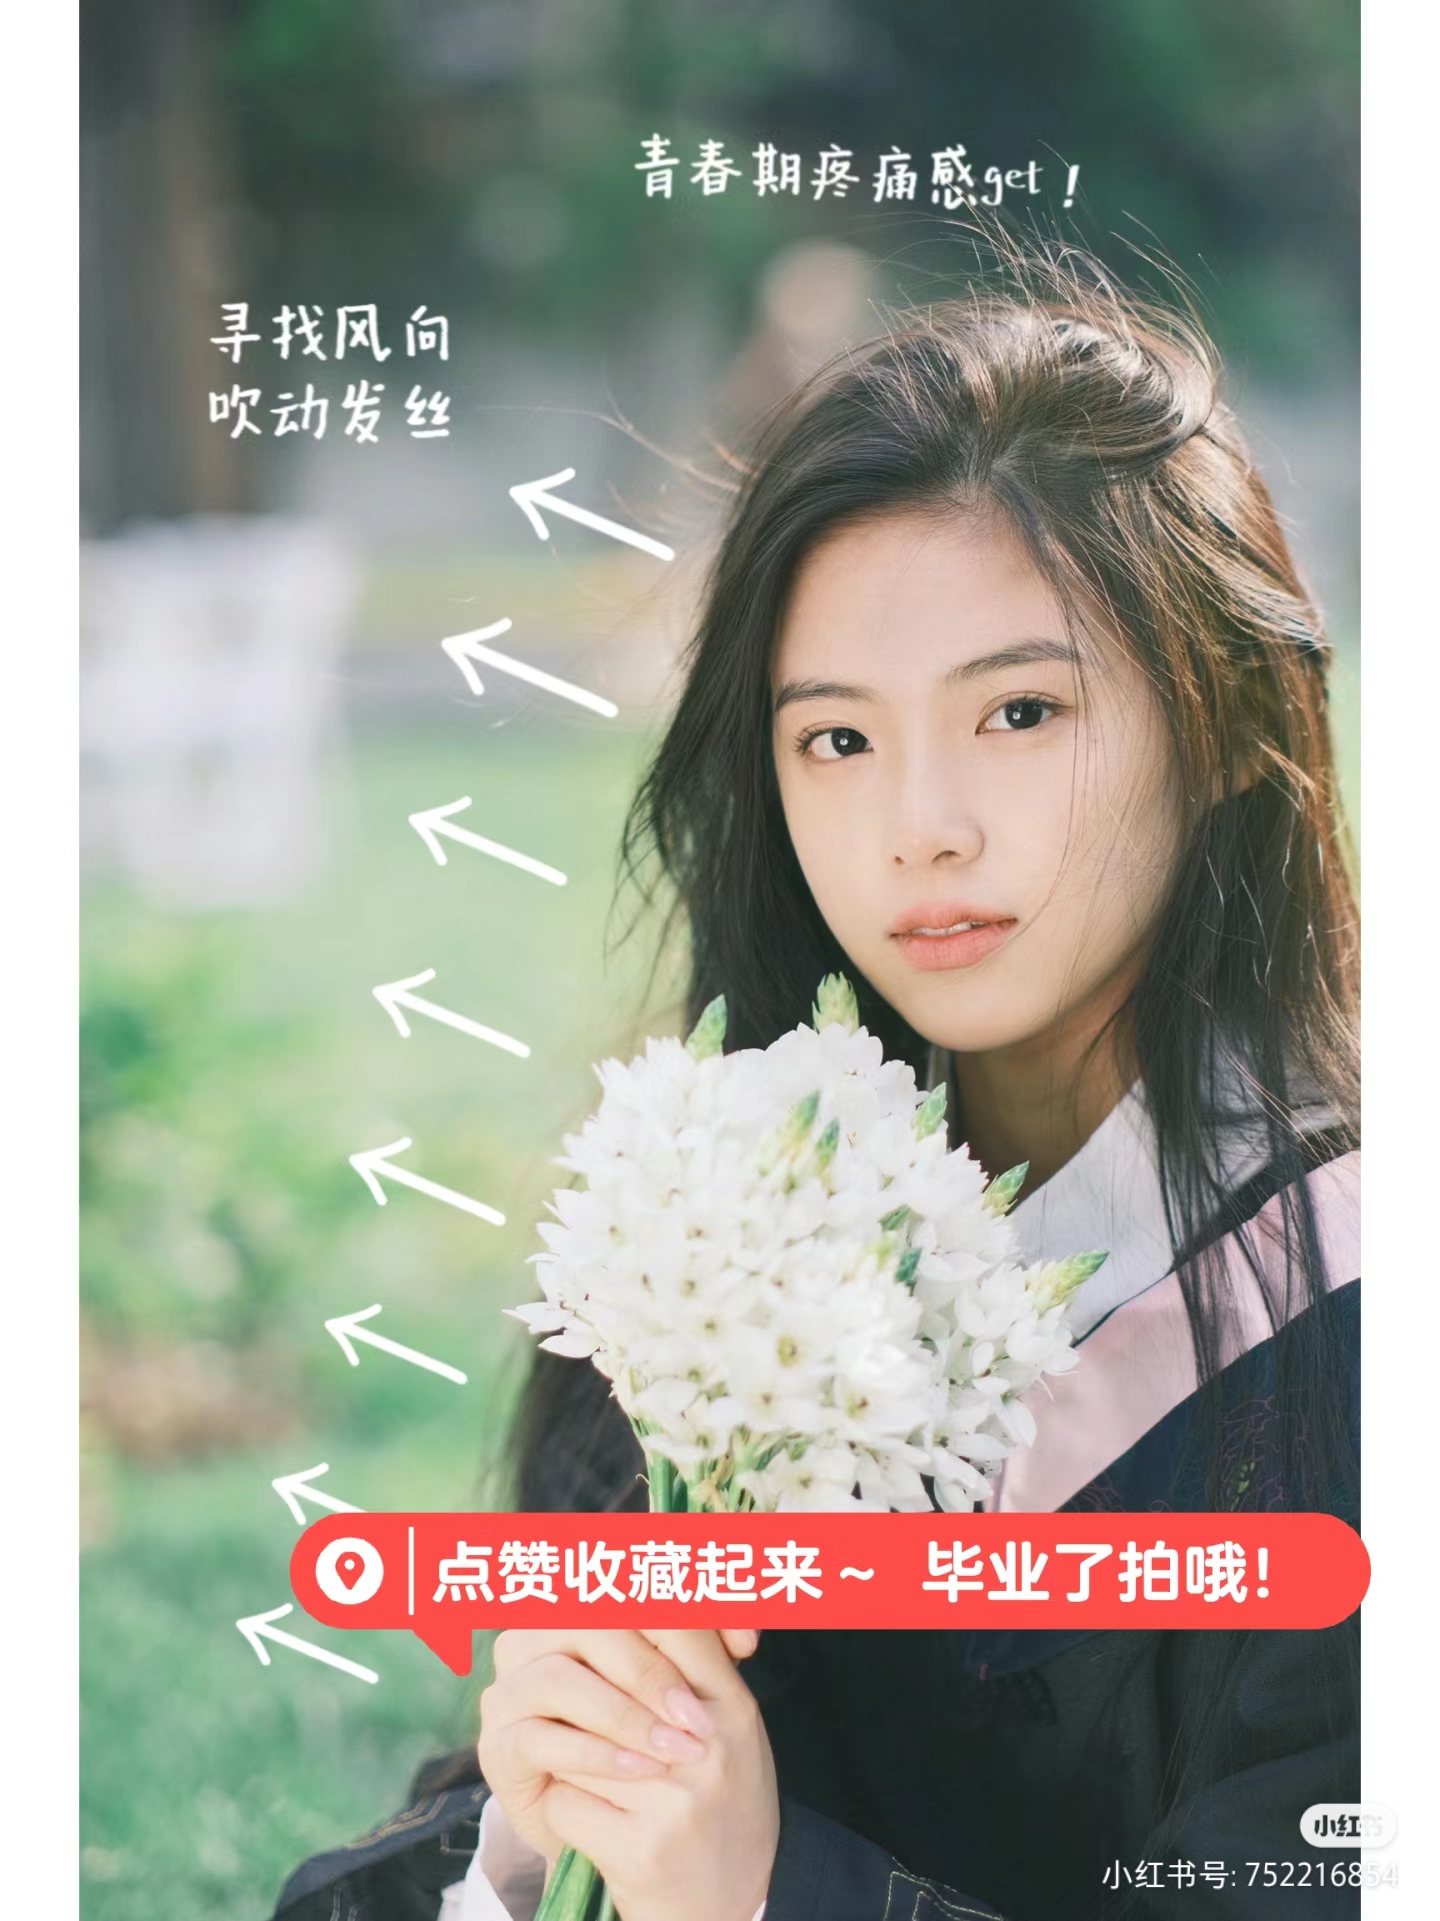 青春期疼痛感get！
寻找风向
吹动发丝
点赞收藏起来～ 毕业了拍哦！
小红书
小红书号: 752216854